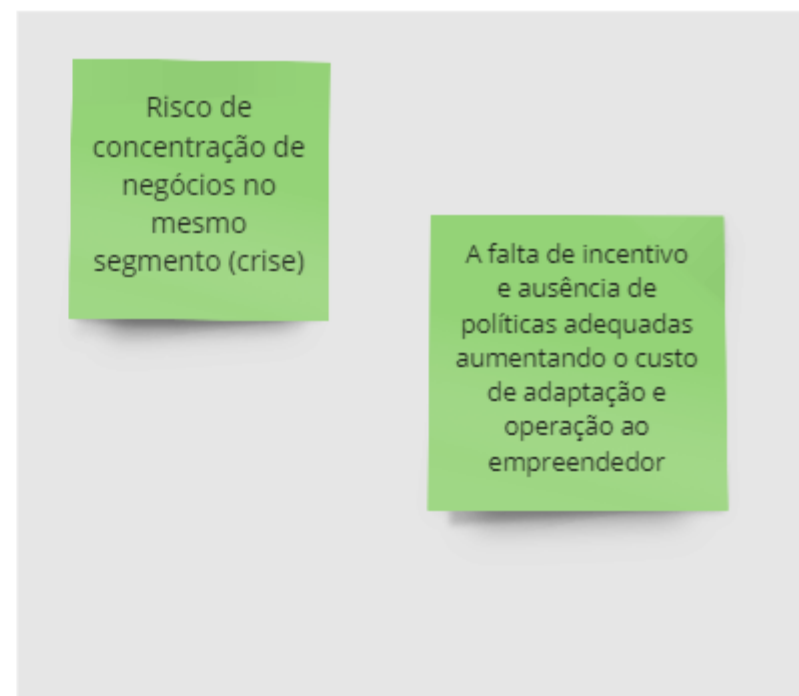 Risco de
concentração de
negócios no
mesmo
segmento (crise)
A falta de incentivo
e ausência de
políticas adequadas
aumentando o custo
de adaptação e
operação ao
empreendedor